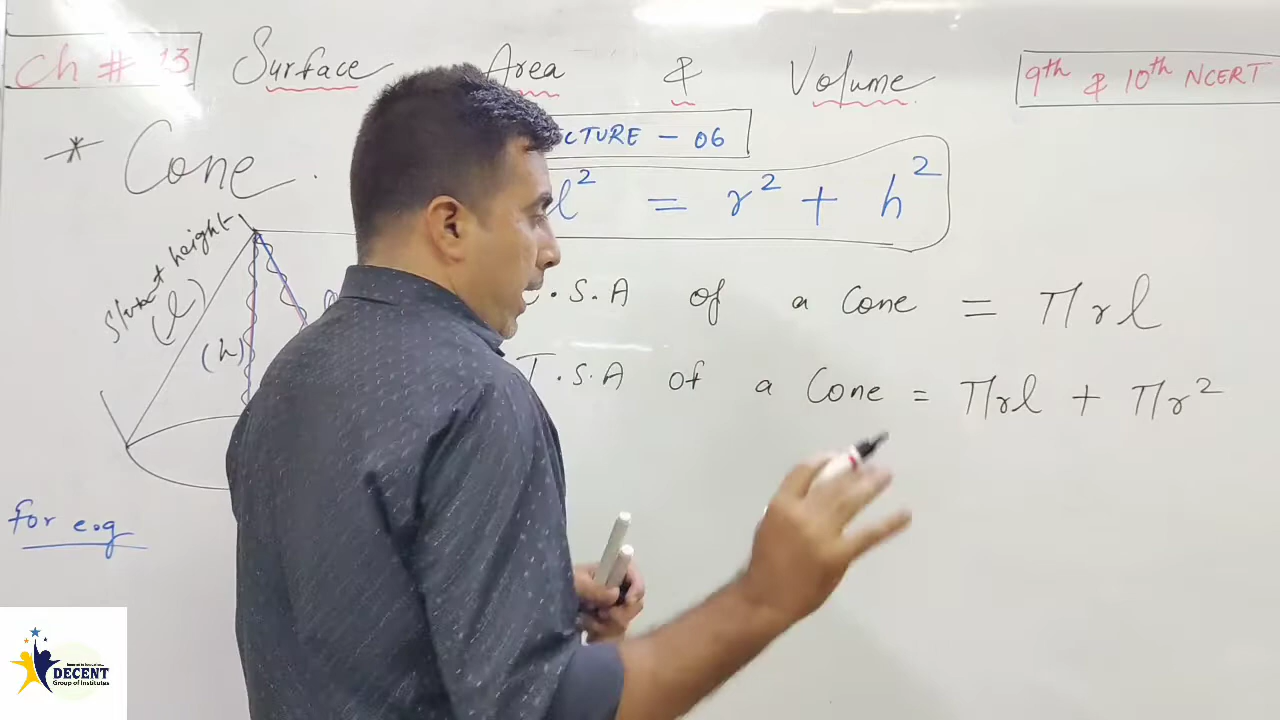 Ch # 13 Surface Area & Volume 9th & 10th NCERT
CTURE - 06
* Cone.
l² = r² + h²
Slant height
(l)
(h)
.S.A of a Cone = πrl
T.S.A of a Cone = πrl + πr²
for e.g
DECENT
Group of Institutes